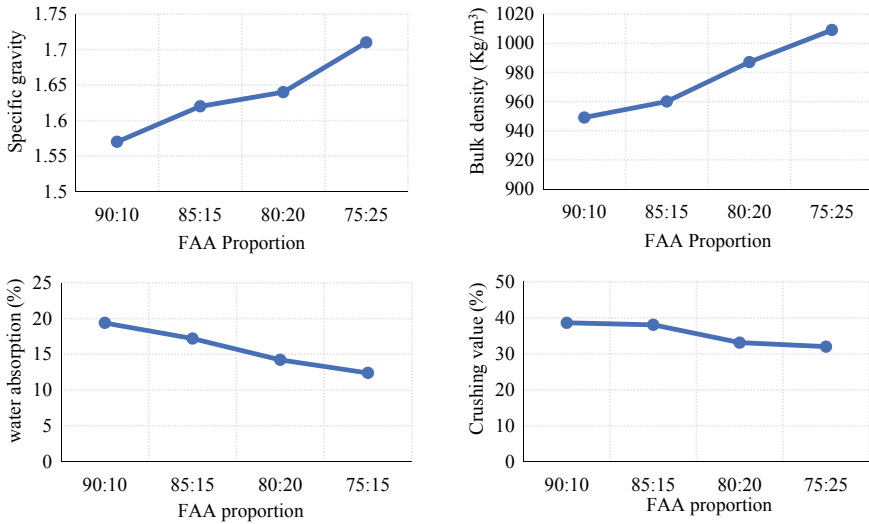 Specific gravity
1.75
1.7
1.65
1.6
1.55
1.5
90:10 85:15 80:20 75:25
FAA Proportion
Bulk density (Kg/m³)
1020
1000
980
960
940
920
900
90:10 85:15 80:20 75:25
FAA Proportion
water absorption (%)
25
20
15
10
5
0
90:10 85:15 80:20 75:15
FAA proportion
Crushing value (%)
50
40
30
20
10
0
90:10 85:15 80:20 75:25
FAA proportion